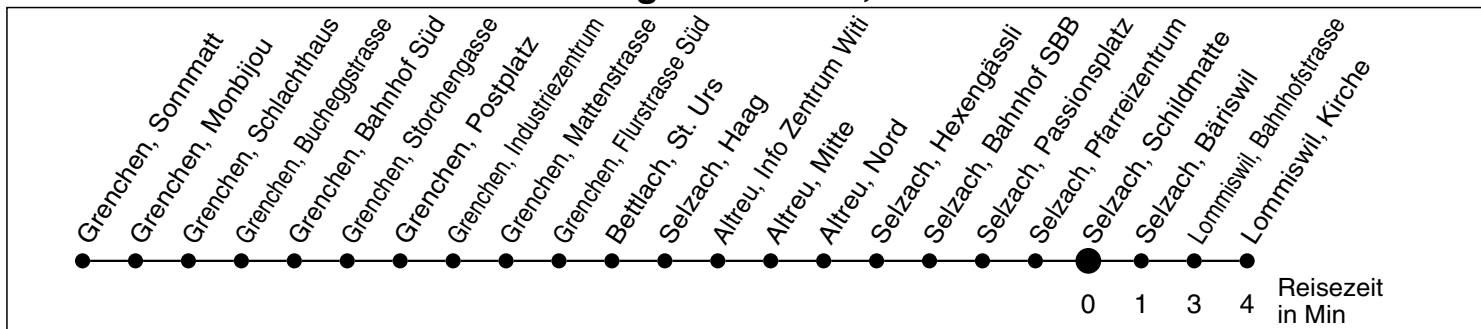 Grenchen, Sonnmatt
Grenchen, Monbijou
Grenchen, Schlachthaus
Grenchen, Bucheggstrasse
Grenchen, Bahnhof Süd
Grenchen, Storchengasse
Grenchen, Postplatz
Grenchen, Industriezentrum
Grenchen, Mattenstrasse
Grenchen, Flurstrasse Süd
Bettlach, St. Urs
Selzach, Haag
Altreu, Info Zentrum Witi
Altreu, Mitte
Altreu, Nord
Selzach, Hexengässli
Selzach, Bahnhof SBB
Selzach, Passionsplatz
Selzach, Pfarreizentrum
Selzach, Schildmatte
Selzach, Bäriswil
Lommiswil, Bahnhofstrasse
Lommiswil, Kirche
0 1 3 4 Reisezeit
in Min